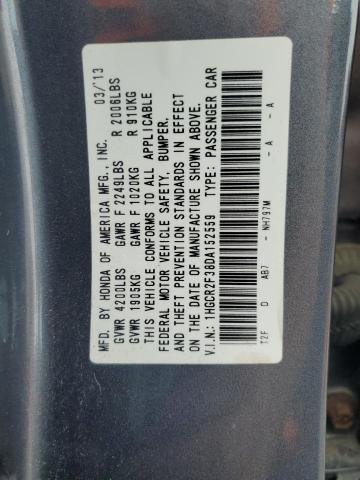 MFD. BY HONDA OF AMERICA MFG., INC. 03/'13
GVWR 4200LBS GAWR F 2249LBS R 2006LBS
GVWR 1905KG GAWR F 1020KG R 910KG
THIS VEHICLE CONFORMS TO ALL APPLICABLE
FEDERAL MOTOR VEHICLE SAFETY, BUMPER,
AND THEFT PREVENTION STANDARDS IN EFFECT
ON THE DATE OF MANUFACTURE SHOWN ABOVE.
V.I.N.: 1HGCR2F38DA152559 TYPE: PASSENGER CAR
T2F D AB7 - NH797M - A - A